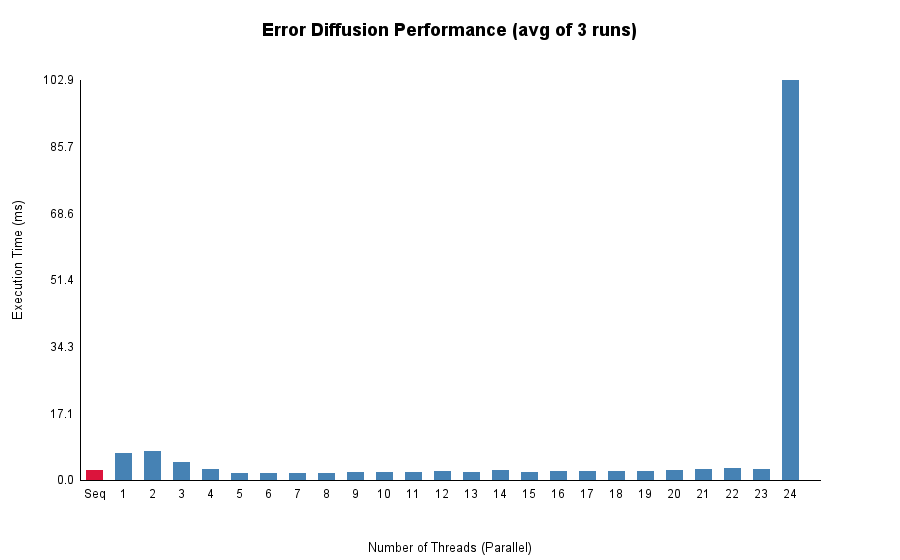 Error Diffusion Performance (avg of 3 runs)
102.9
85.7
68.6
51.4
34.3
17.1
0.0
Execution Time (ms)
Seq 1 2 3 4 5 6 7 8 9 10 11 12 13 14 15 16 17 18 19 20 21 22 23 24
Number of Threads (Parallel)